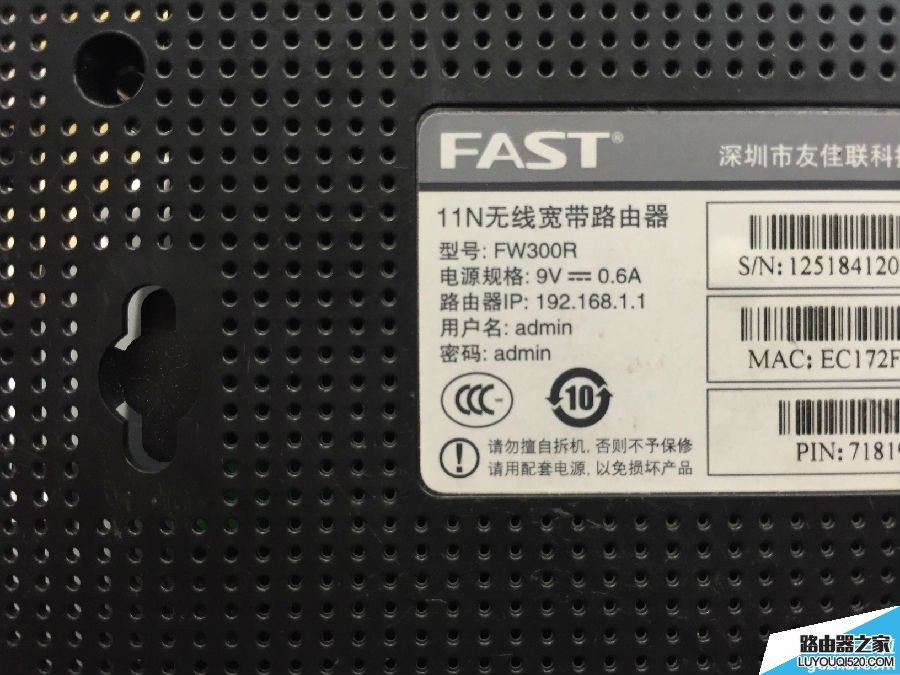 FAST®
深圳市友佳联科技
11N无线宽带路由器
型号: FW300R
电源规格: 9V⎓0.6A
路由器IP: 192.168.1.1
用户名: admin
密码: admin
S/N: 125184120
MAC: EC172F
PIN: 71819
CCC
10
请勿擅自拆机, 否则不予保修
请用配套电源, 以免损坏产品
路由器之家
LUYOUQI520.COM